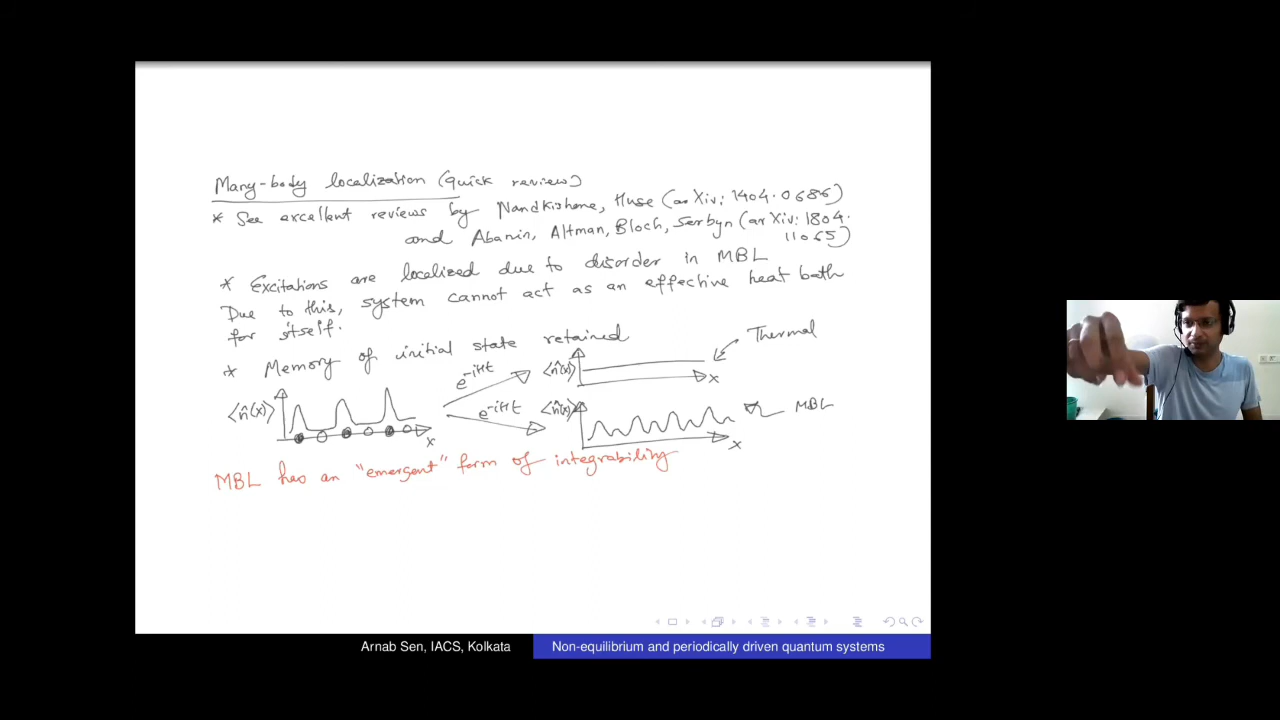 Many-body localization (quick review)
* See excellent reviews by Nandkishore, Huse (arXiv: 1404.0686)
and Abanin, Altman, Bloch, Serbyn (arXiv: 1804.
11065)
* Excitations are localized due to disorder in MBL
Due to this, system cannot act as an effective heat bath
for itself.
* Memory of initial state retained
Thermal
e^{-iHt}
<n̂(x)>
x
<n̂(x)>
x
e^{-iHt}
<n̂(x)>
x
MBL
MBL has an "emergent" form of integrability
Arnab Sen, IACS, Kolkata
Non-equilibrium and periodically driven quantum systems